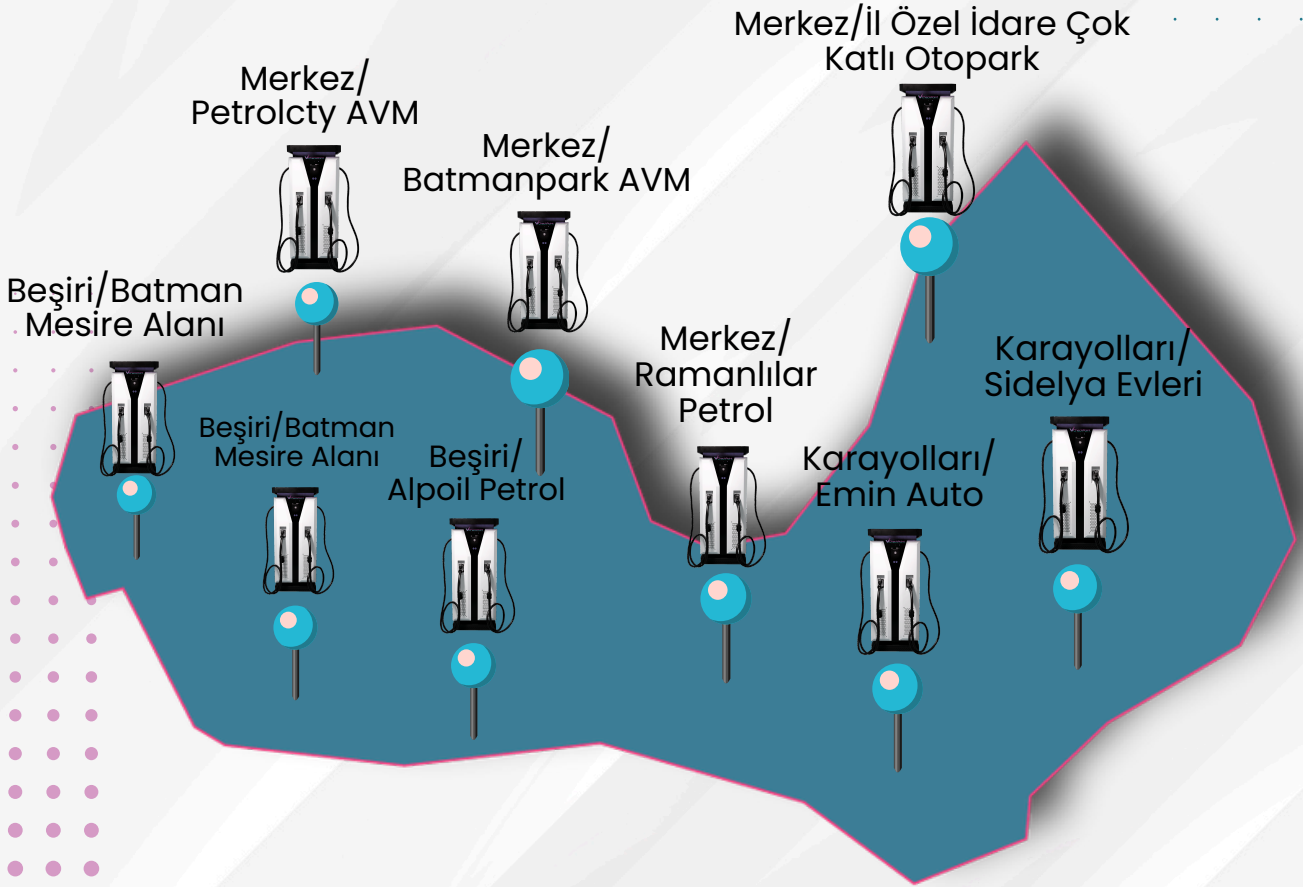 Merkez/İl Özel İdare Çok
Katlı Otopark
Merkez/
Petrolcty AVM
Merkez/
Batmanpark AVM
Beşiri/Batman
Mesire Alanı
Merkez/
Ramanlılar
Petrol
Karayolları/
Sidelya Evleri
Beşiri/Batman
Mesire Alanı
Beşiri/
Alpoil Petrol
Karayolları/
Emin Auto